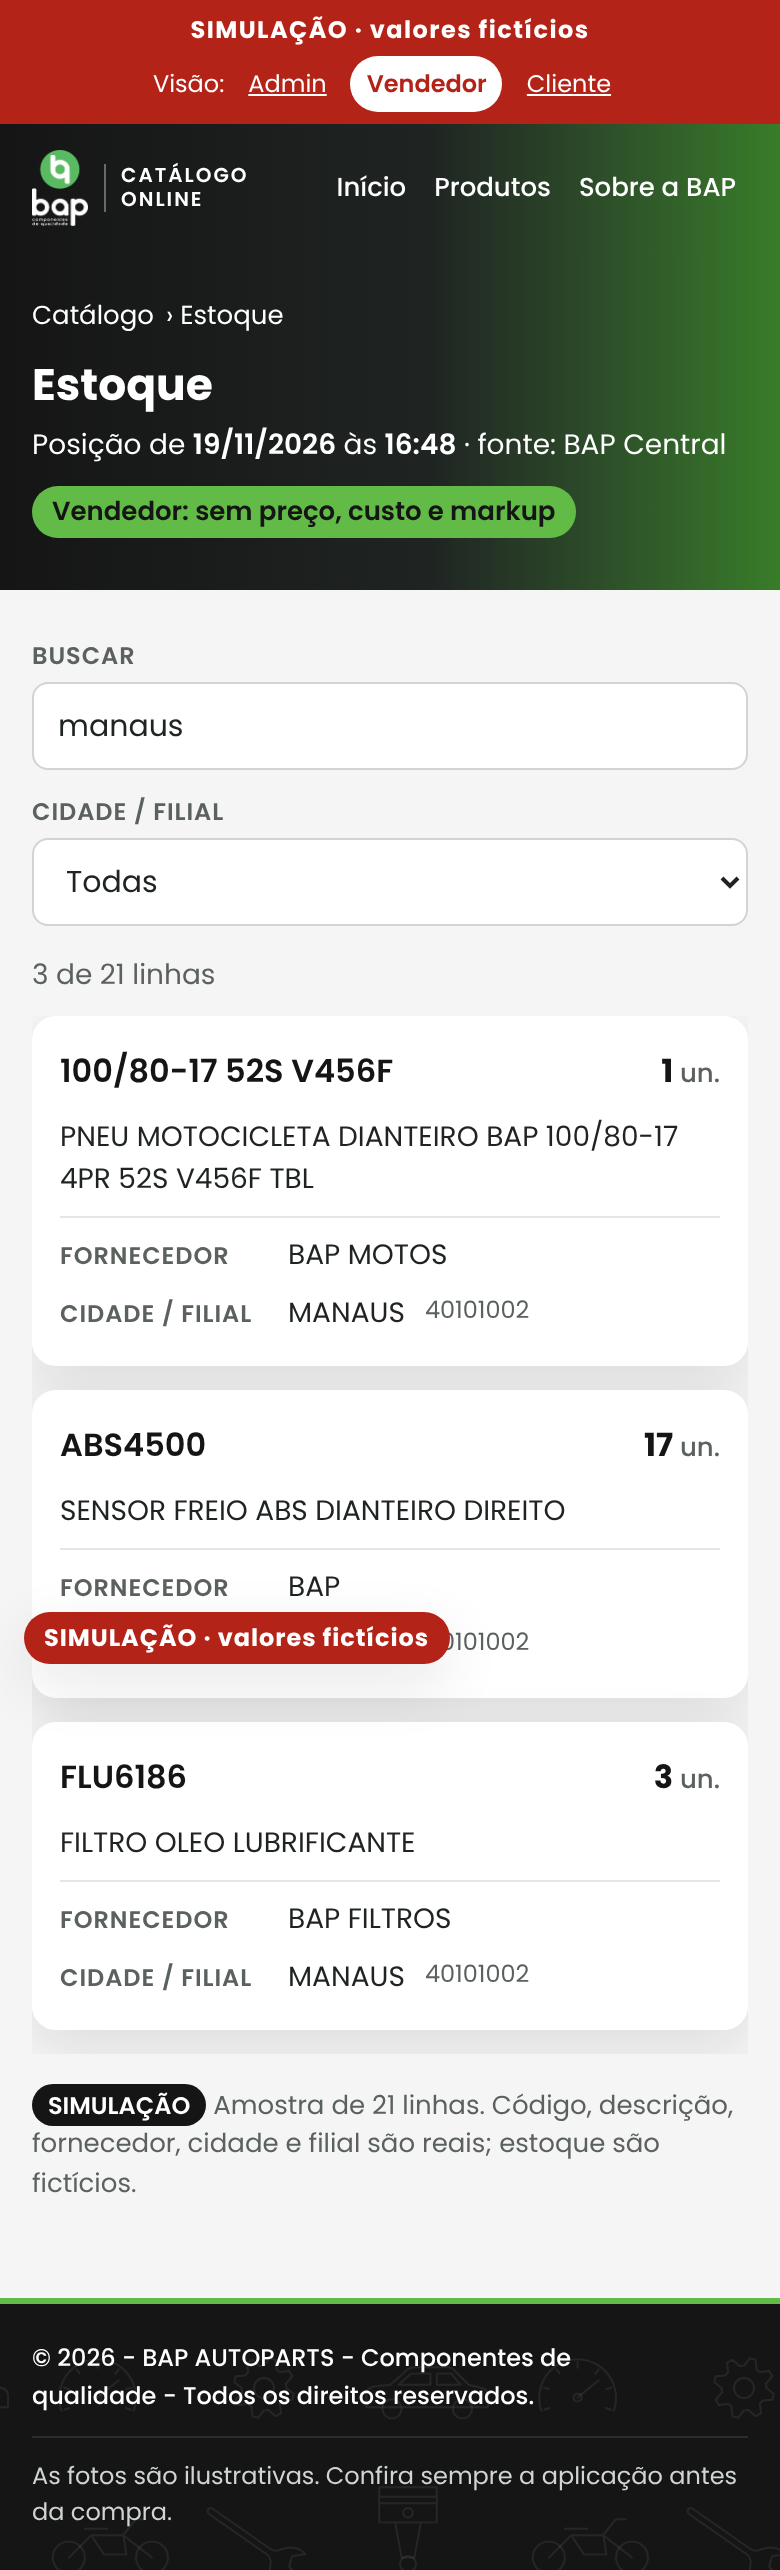 SIMULAÇÃO · valores fictícios
Visão: Admin Vendedor Cliente
bap
CATÁLOGO
ONLINE
Início Produtos Sobre a BAP
Catálogo › Estoque
Estoque
Posição de 19/11/2026 às 16:48 · fonte: BAP Central
Vendedor: sem preço, custo e markup
BUSCAR
manaus
CIDADE / FILIAL
Todas
3 de 21 linhas
100/80-17 52S V456F 1 un.
PNEU MOTOCICLETA DIANTEIRO BAP 100/80-17
4PR 52S V456F TBL
FORNECEDOR BAP MOTOS
CIDADE / FILIAL MANAUS 40101002
ABS4500 17 un.
SENSOR FREIO ABS DIANTEIRO DIREITO
FORNECEDOR BAP
SIMULAÇÃO · valores fictícios 0101002
FLU6186 3 un.
FILTRO OLEO LUBRIFICANTE
FORNECEDOR BAP FILTROS
CIDADE / FILIAL MANAUS 40101002
SIMULAÇÃO Amostra de 21 linhas. Código, descrição,
fornecedor, cidade e filial são reais; estoque são
fictícios.
© 2026 - BAP AUTOPARTS - Componentes de
qualidade - Todos os direitos reservados.
As fotos são ilustrativas. Confira sempre a aplicação antes
da compra.